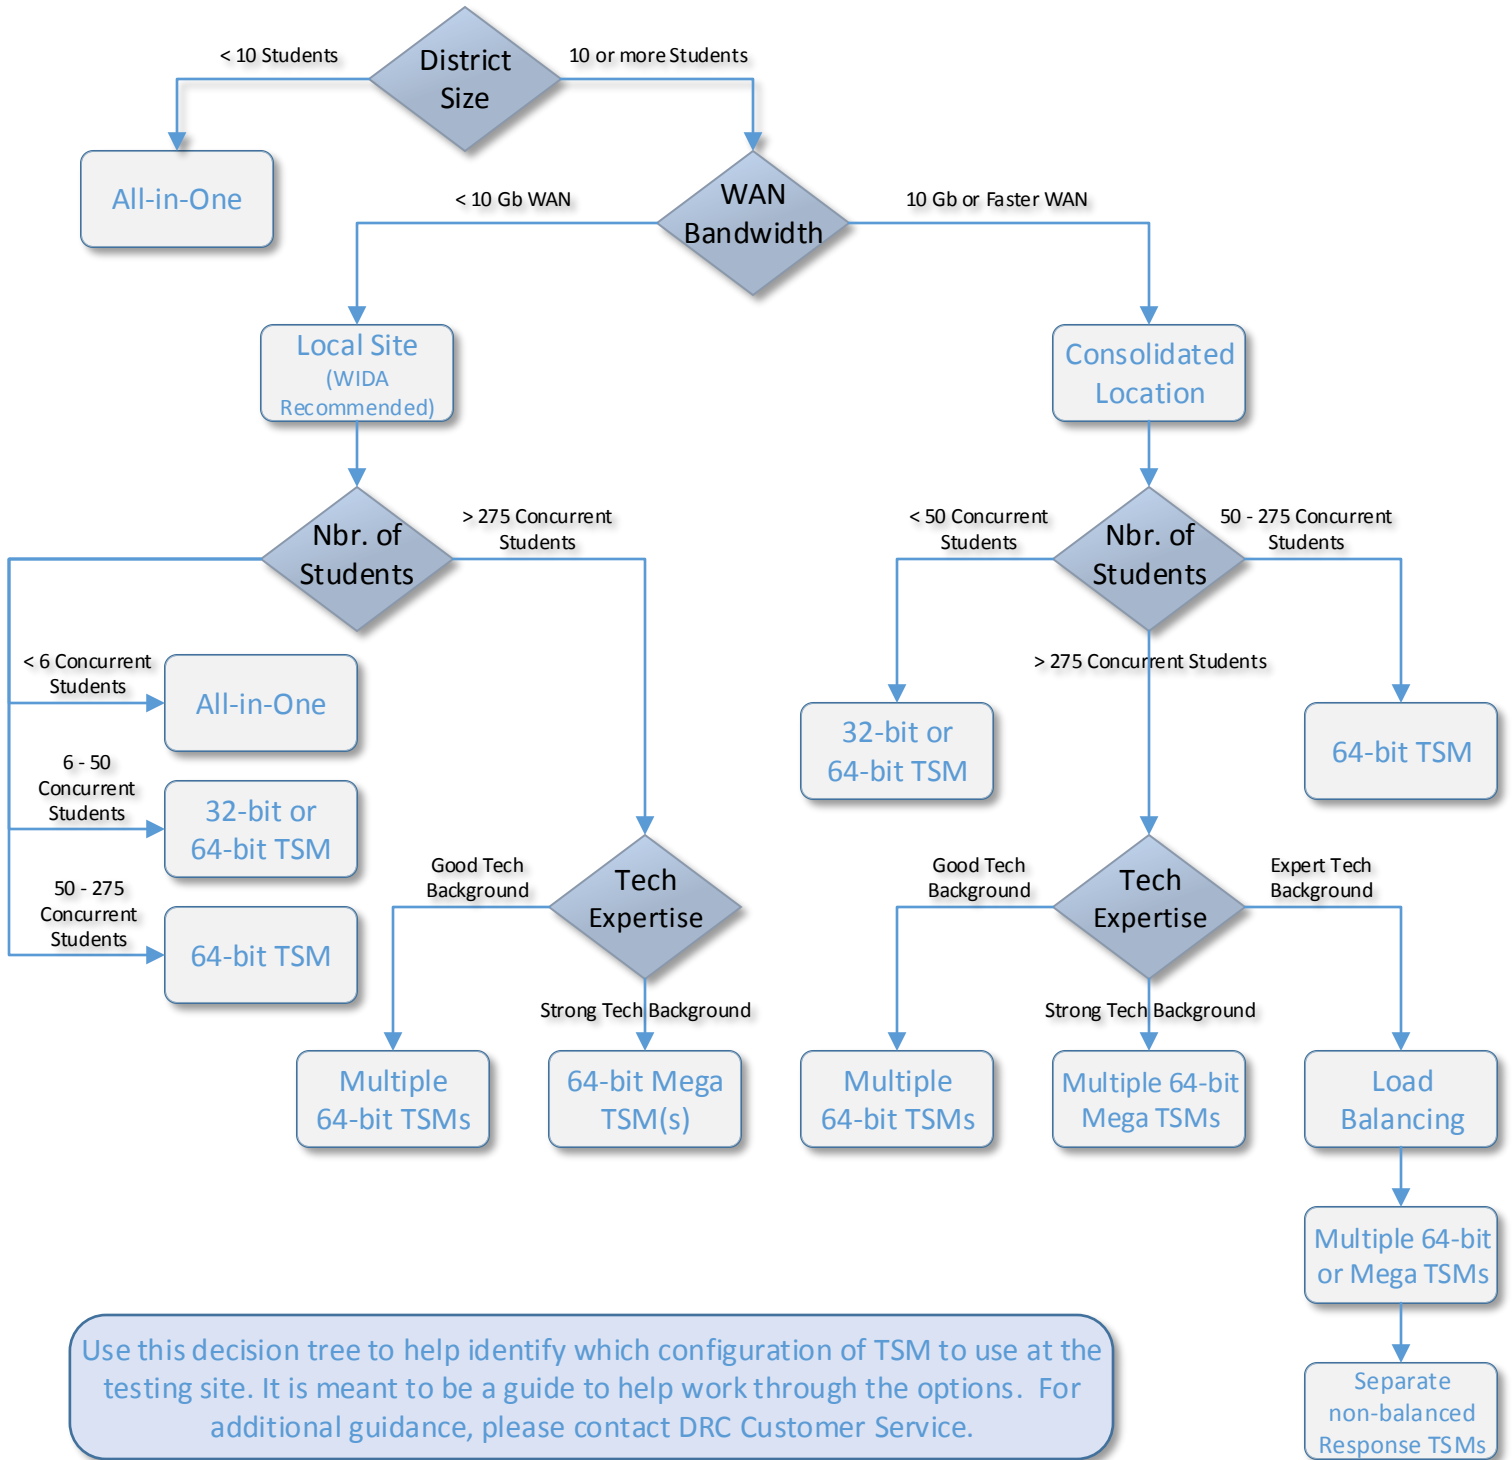 < 10 Students
District
Size
10 or more Students
All-in-One
< 10 Gb WAN
WAN
Bandwidth
10 Gb or Faster WAN
Local Site
(WIDA
Recommended)
Consolidated
Location
Nbr. of
Students
> 275 Concurrent
Students
< 50 Concurrent
Students
Nbr. of
Students
50 - 275 Concurrent
Students
< 6 Concurrent
Students
All-in-One
> 275 Concurrent Students
6 - 50
Concurrent
Students
32-bit or
64-bit TSM
32-bit or
64-bit TSM
64-bit TSM
50 - 275
Concurrent
Students
64-bit TSM
Good Tech
Background
Tech
Expertise
Good Tech
Background
Tech
Expertise
Expert Tech
Background
Strong Tech Background
Strong Tech Background
Multiple
64-bit TSMs
64-bit Mega
TSM(s)
Multiple
64-bit TSMs
Multiple 64-bit
Mega TSMs
Load
Balancing
Multiple 64-bit
or Mega TSMs
Separate
non-balanced
Response TSMs
Use this decision tree to help identify which configuration of TSM to use at the
testing site. It is meant to be a guide to help work through the options.  For
additional guidance, please contact DRC Customer Service.